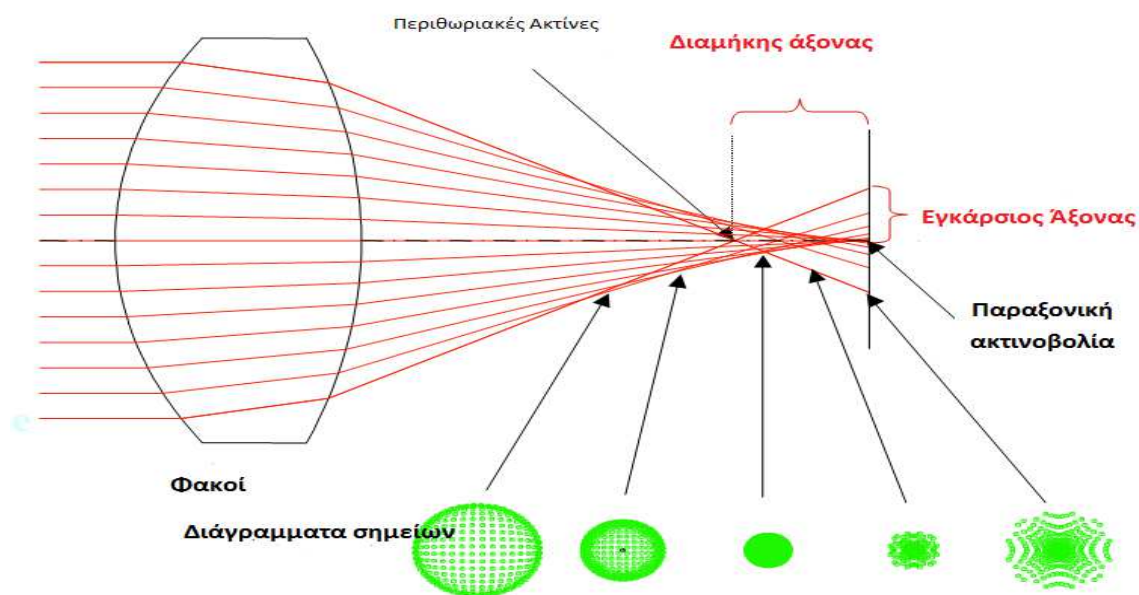 Περιθωριακές Ακτίνες
Διαμήκης άξονας
Εγκάρσιος Άξονας
Παραξονική
ακτινοβολία
Φακοί
Διάγραμματα σημείων
e